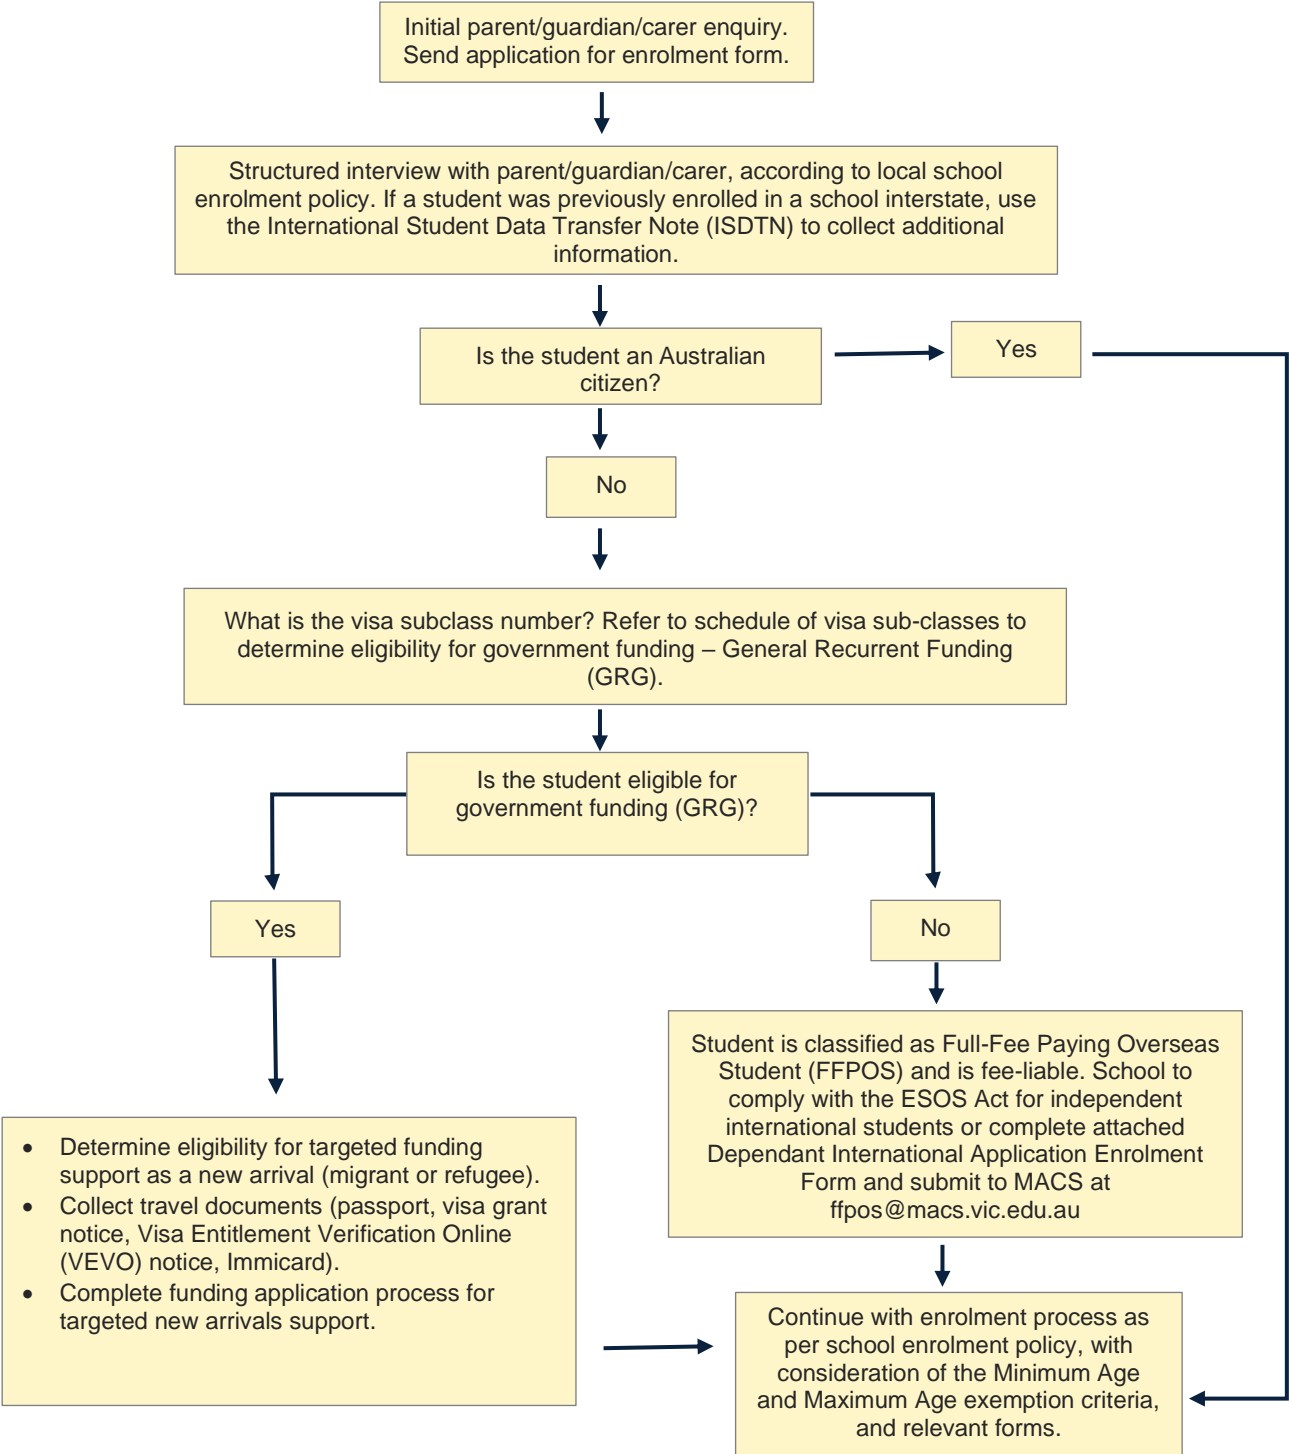 Initial parent/guardian/carer enquiry.
Send application for enrolment form.
Structured interview with parent/guardian/carer, according to local school
enrolment policy. If a student was previously enrolled in a school interstate, use
the International Student Data Transfer Note (ISDTN) to collect additional
information.
Is the student an Australian
citizen?
Yes
No
What is the visa subclass number? Refer to schedule of visa sub-classes to
determine eligibility for government funding – General Recurrent Funding
(GRG).
Is the student eligible for
government funding (GRG)?
Yes
No
Student is classified as Full-Fee Paying Overseas
Student (FFPOS) and is fee-liable. School to
comply with the ESOS Act for independent
international students or complete attached
Dependant International Application Enrolment
Form and submit to MACS at
ffpos@macs.vic.edu.au
• Determine eligibility for targeted funding
support as a new arrival (migrant or refugee).
• Collect travel documents (passport, visa grant
notice, Visa Entitlement Verification Online
(VEVO) notice, Immicard).
• Complete funding application process for
targeted new arrivals support.
Continue with enrolment process as
per school enrolment policy, with
consideration of the Minimum Age
and Maximum Age exemption criteria,
and relevant forms.